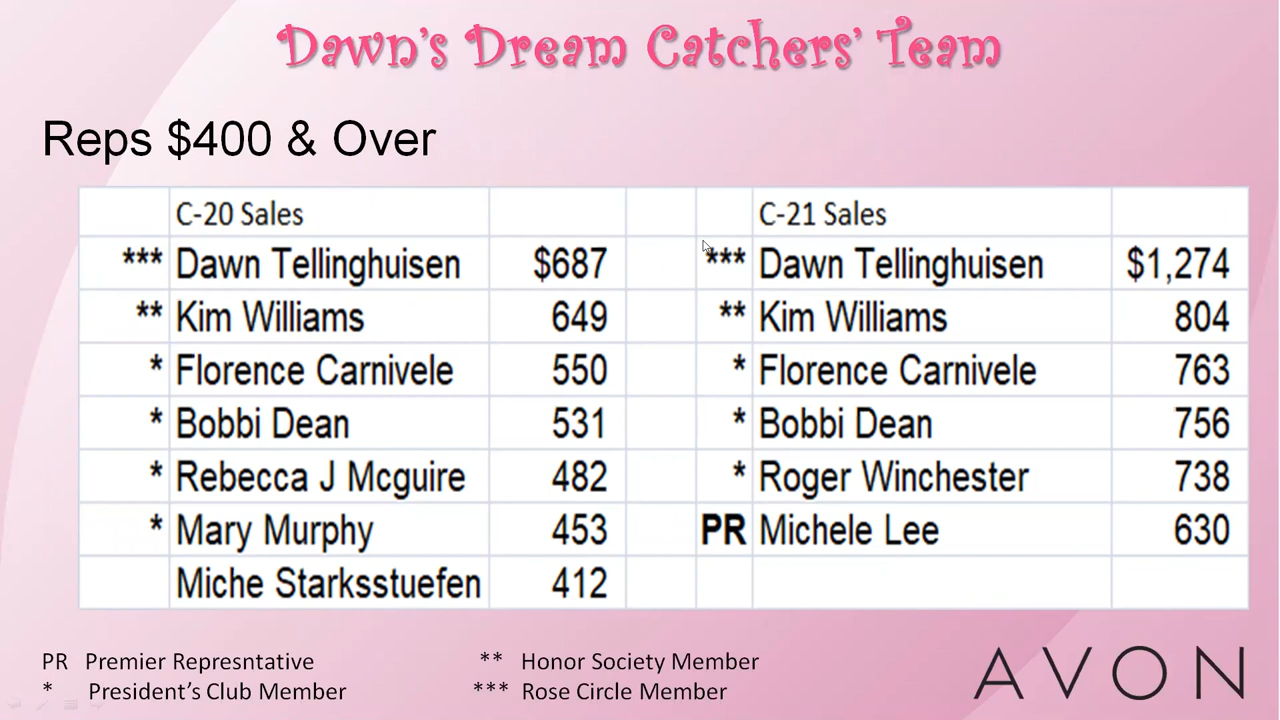 Dawn's Dream Catchers' Team
Reps $400 & Over
C-20 Sales C-21 Sales
*** Dawn Tellinghuisen $687 *** Dawn Tellinghuisen $1,274
** Kim Williams 649 ** Kim Williams 804
* Florence Carnivele 550 * Florence Carnivele 763
* Bobbi Dean 531 * Bobbi Dean 756
* Rebecca J Mcguire 482 * Roger Winchester 738
* Mary Murphy 453 PR Michele Lee 630
Miche Starksstuefen 412
PR Premier Represntative ** Honor Society Member
* President's Club Member *** Rose Circle Member
AVON